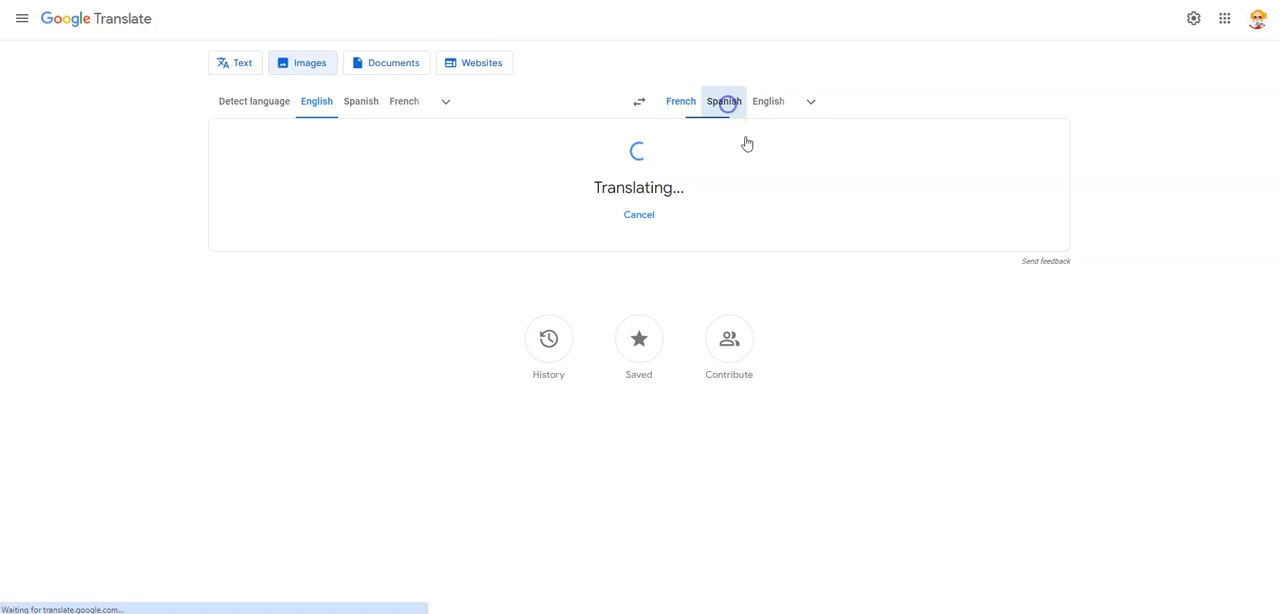 Google Translate
Text
Images
Documents
Websites
Detect language
English
Spanish
French
French
Spanish
English
Translating...
Cancel
Send feedback
History
Saved
Contribute
Waiting for translate.google.com...